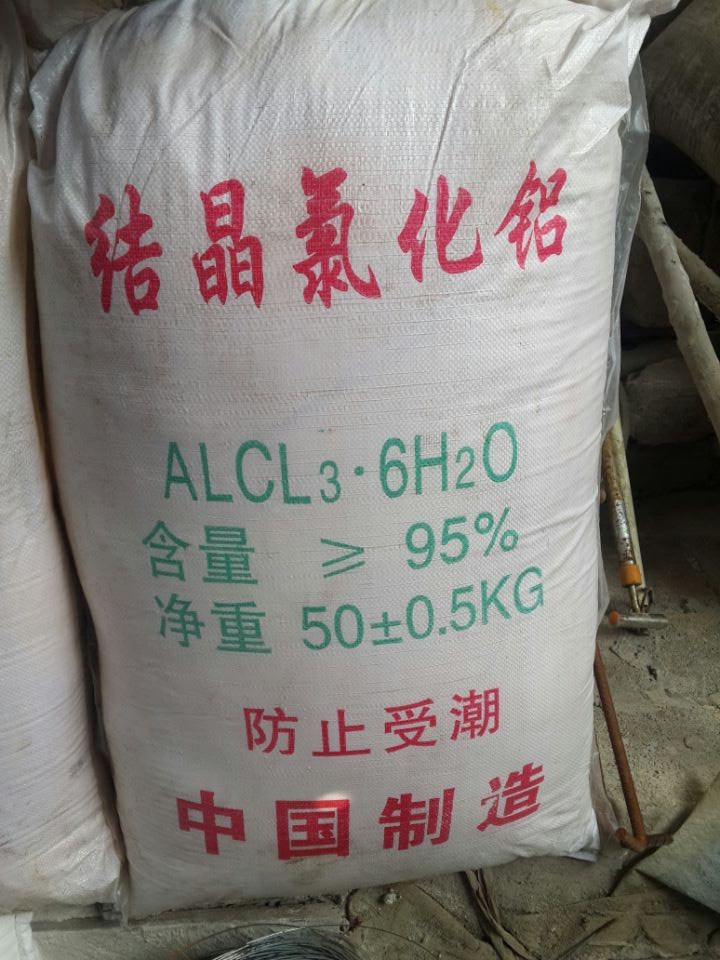 结晶氯化铝
ALCL3·6H2O
含量 ≥ 95%
净重 50±0.5KG
防止受潮
中国制造